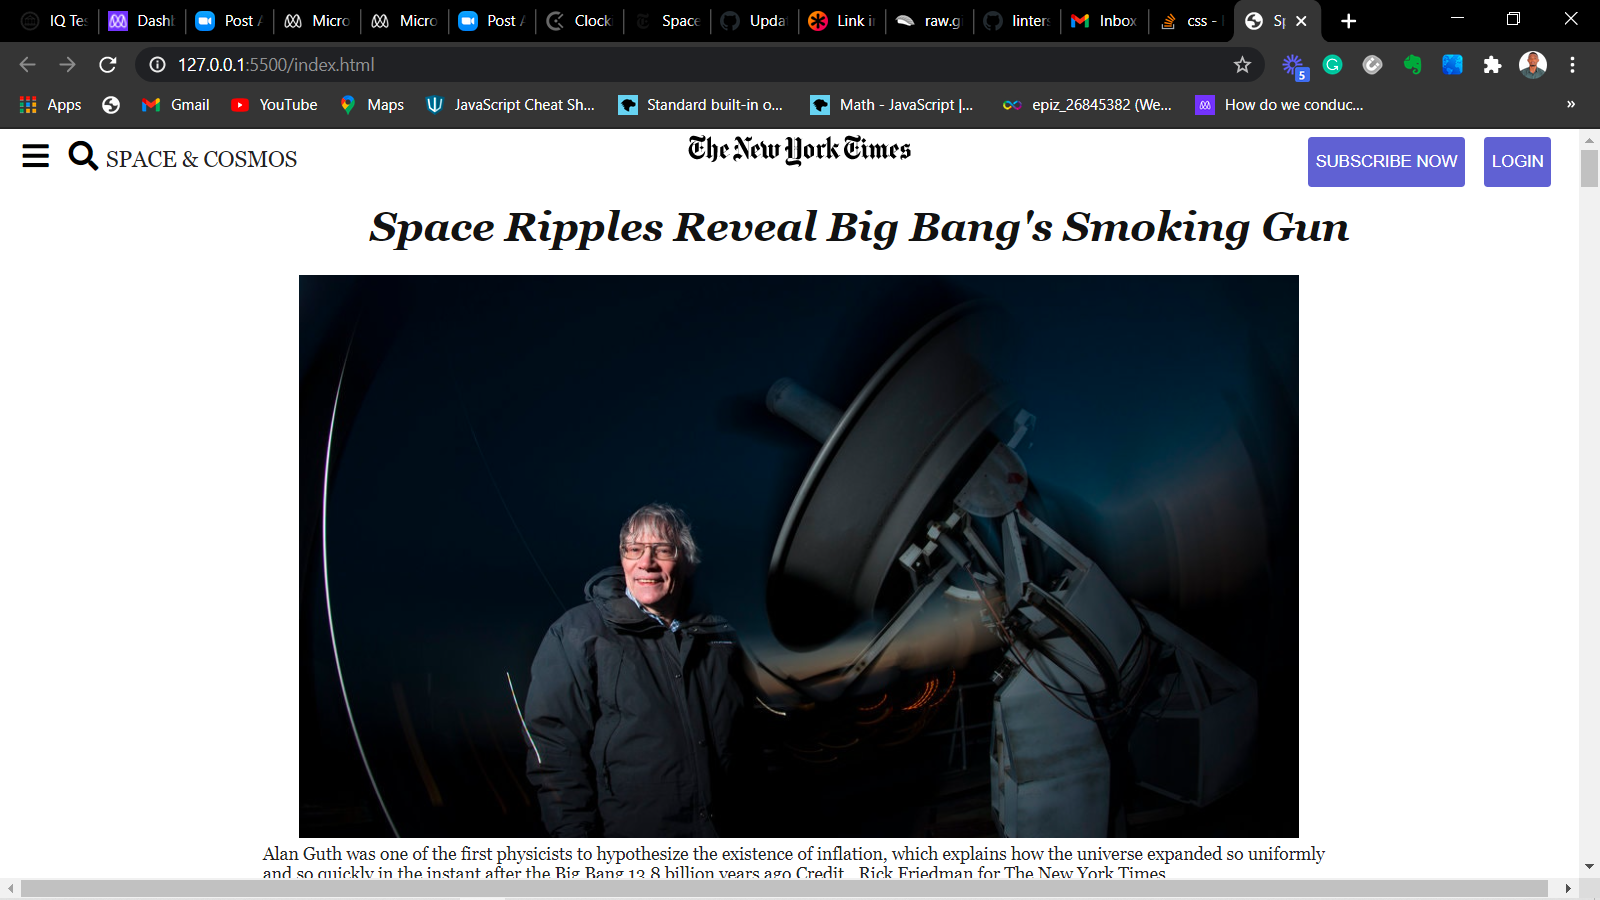 IQ Tes Dashb Post A Micro Micro Post A Clock Space Upda Link i raw.gi linters Inbox css - Sp
127.0.0.1:5500/index.html
5
Apps Gmail YouTube Maps JavaScript Cheat Sh... Standard built-in o... Math - JavaScript |... epiz_26845382 (We... How do we conduc... »
SPACE & COSMOS The New York Times SUBSCRIBE NOW LOGIN
Space Ripples Reveal Big Bang's Smoking Gun
Alan Guth was one of the first physicists to hypothesize the existence of inflation, which explains how the universe expanded so uniformly
and so quickly in the instant after the Big Bang 13.8 billion years ago Credit... Rick Friedman for The New York Times